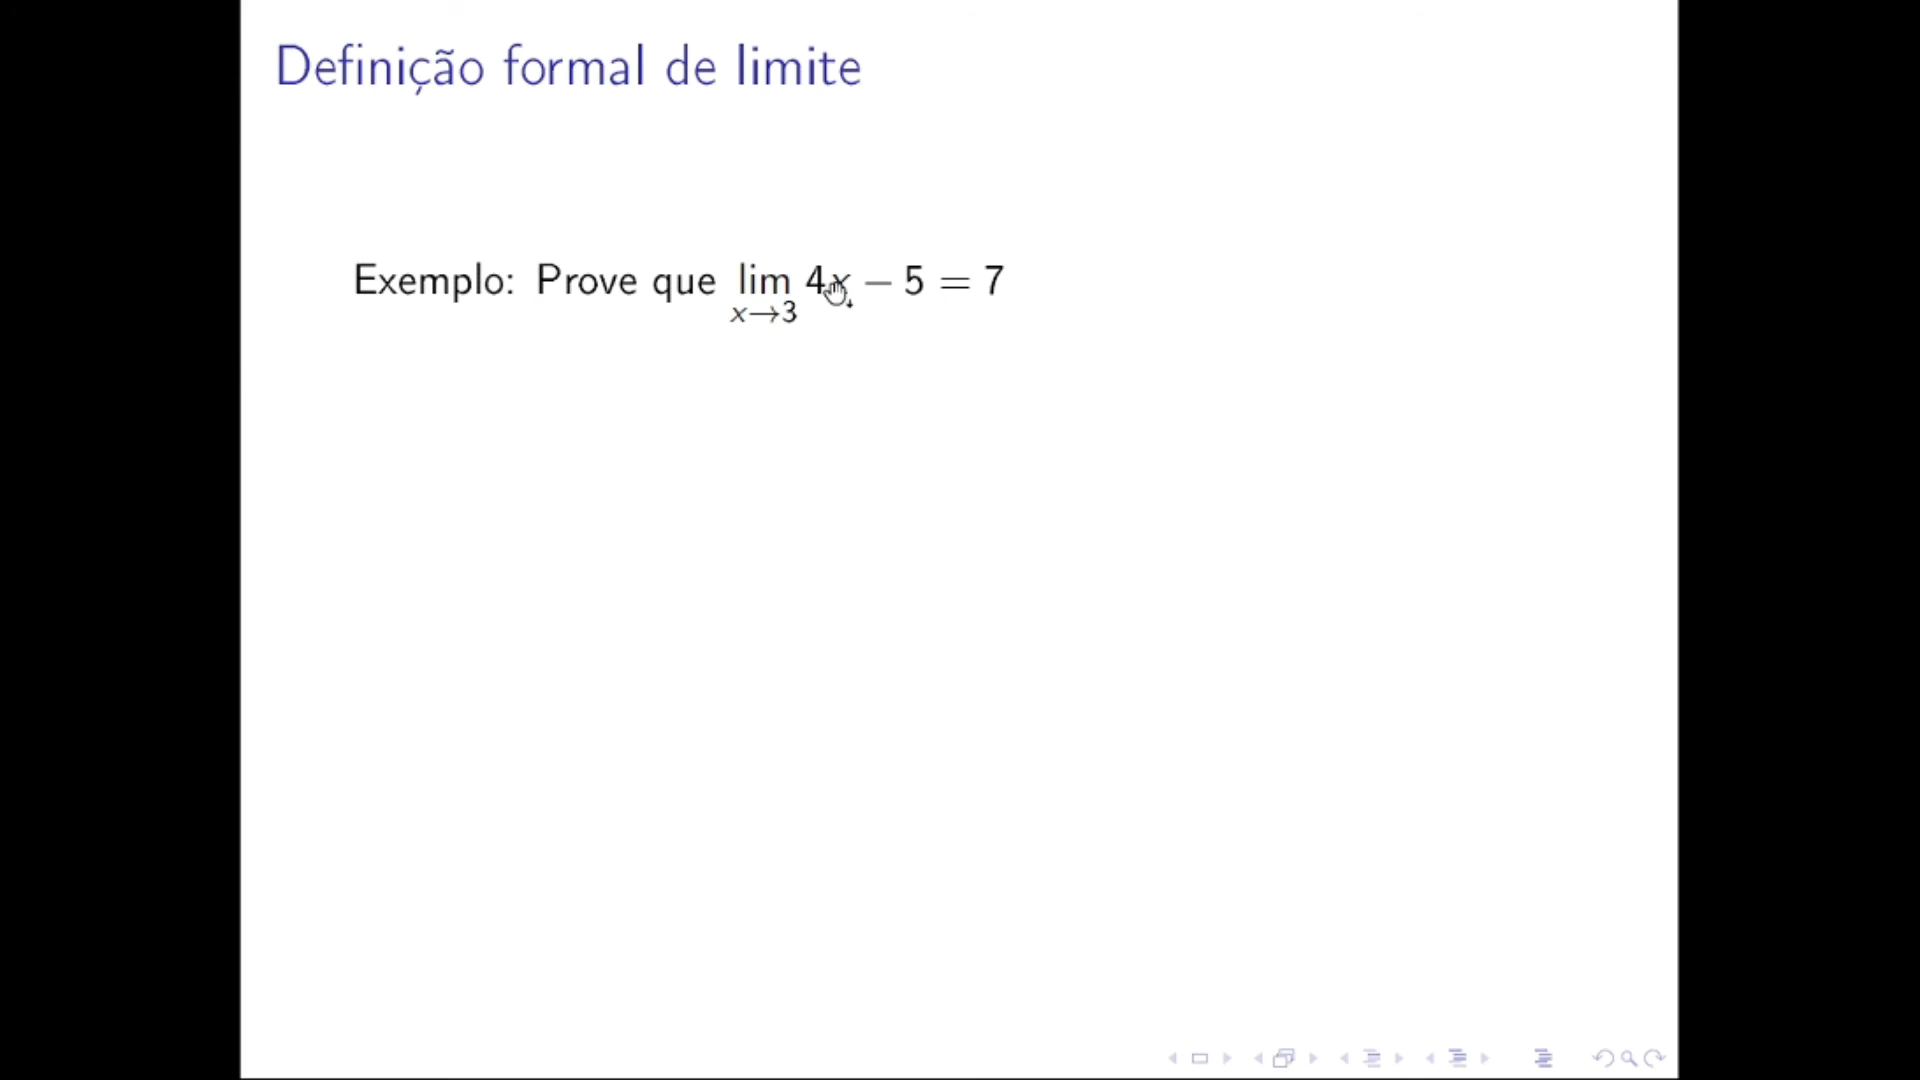 Definição formal de limite
Exemplo: Prove que lim 4x − 5 = 7
x→3